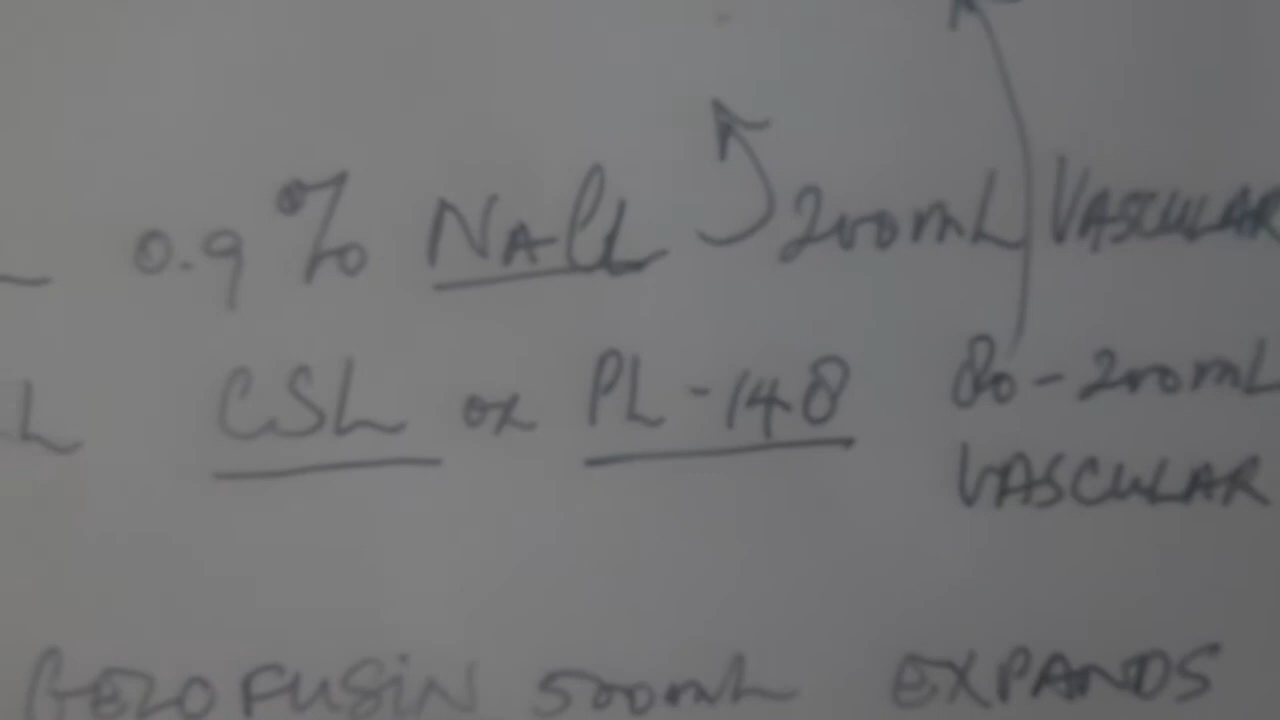 0.9% NaCl 200mL VASCULAR
L CSL or PL-148 80-200mL
VASCULAR
GELOFUSIN 500mL EXPANDS